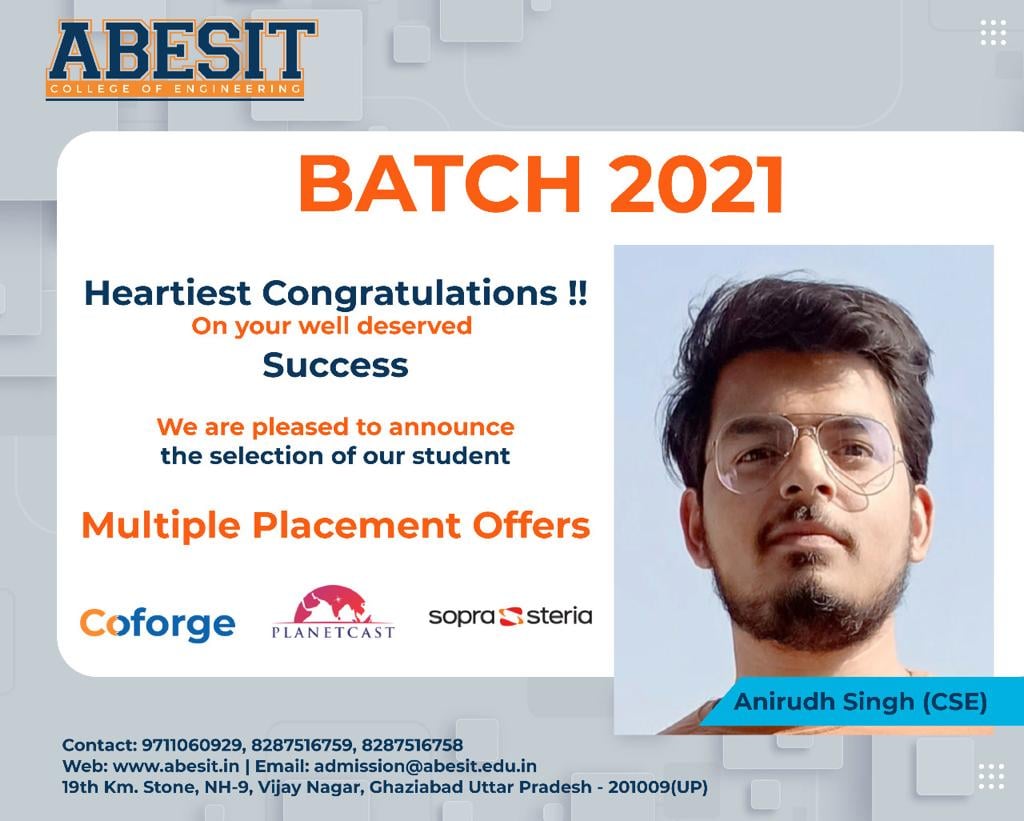 ABESIT
COLLEGE OF ENGINEERING
BATCH 2021
Heartiest Congratulations !!
On your well deserved
Success
We are pleased to announce
the selection of our student
Multiple Placement Offers
Coforge
PLANETCAST
sopra steria
Anirudh Singh (CSE)
Contact: 9711060929, 8287516759, 8287516758
Web: www.abesit.in | Email: admission@abesit.edu.in
19th Km. Stone, NH-9, Vijay Nagar, Ghaziabad Uttar Pradesh - 201009(UP)